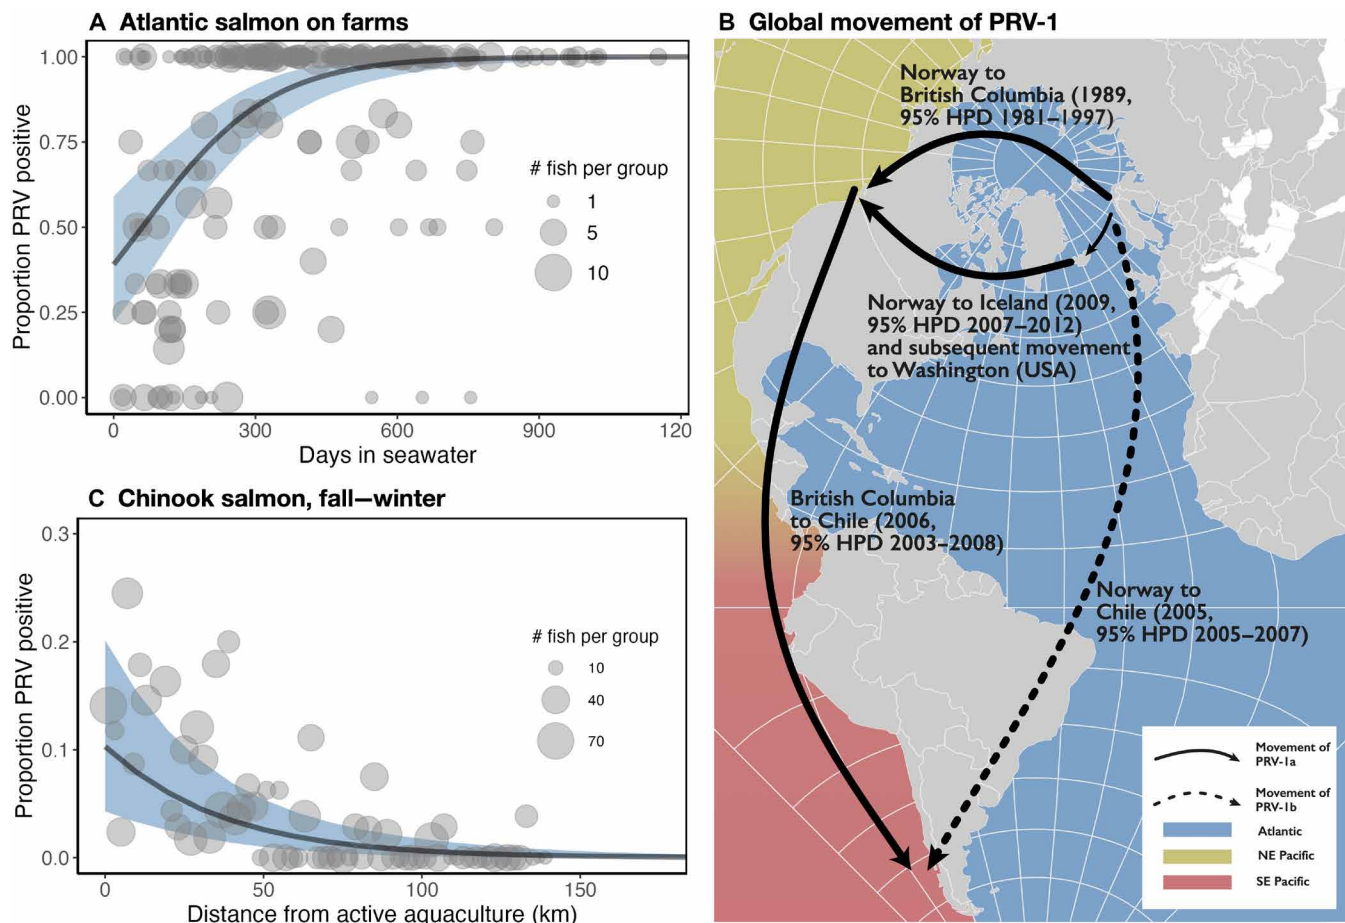 A Atlantic salmon on farms
1.00
0.75
0.50
0.25
0.00
Proportion PRV positive
# fish per group
1
5
10
0
300
600
900
120
Days in seawater
C Chinook salmon, fall–winter
0.3
0.2
0.1
0.0
Proportion PRV positive
# fish per group
10
40
70
0
50
100
150
Distance from active aquaculture (km)
B Global movement of PRV-1
Norway to
British Columbia (1989,
95% HPD 1981–1997)
Norway to Iceland (2009,
95% HPD 2007–2012)
and subsequent movement
to Washington (USA)
British Columbia
to Chile (2006,
95% HPD 2003–2008)
Norway to
Chile (2005,
95% HPD 2005–2007)
Movement of
PRV-1a
Movement of
PRV-1b
Atlantic
NE Pacific
SE Pacific